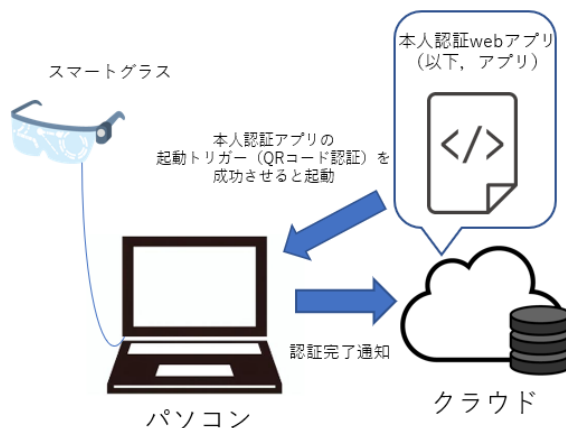 本人認証webアプリ
（以下，アプリ）
スマートグラス
本人認証アプリの
起動トリガー（QRコード認証）を
成功させると起動
</>
認証完了通知
パソコン
クラウド